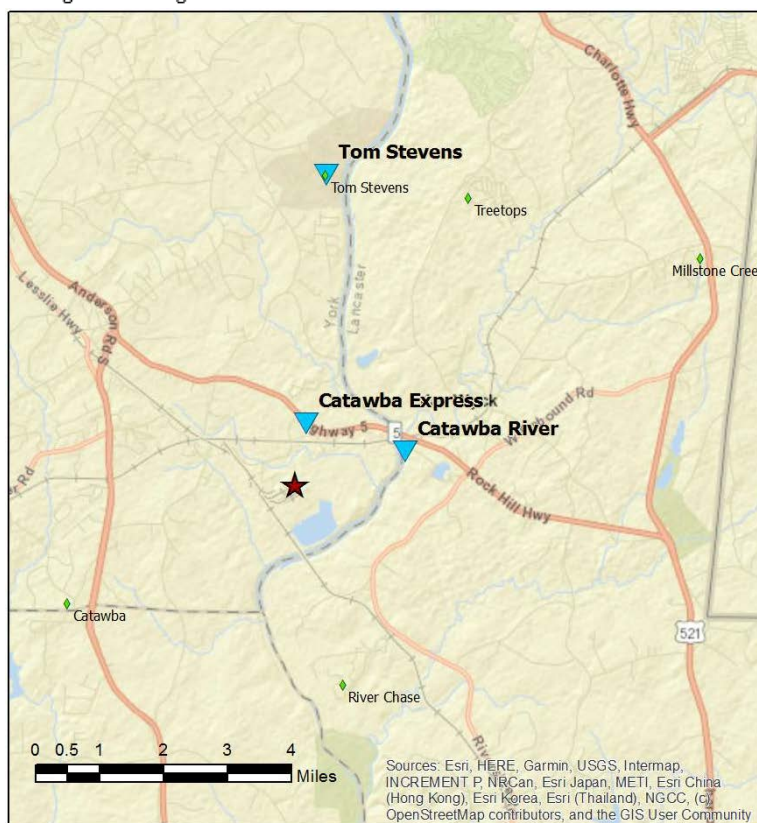 Charlotte Hwy
Tom Stevens
Tom Stevens
Treetops
Millstone Cree
York
Lancaster
Lesslie Hwy
Anderson Rd S
Catawba Express
Highway 5
5
Catawba River
Rock Hill Hwy
Catawba
521
River Chase
0 0.5 1 2 3 4
Miles
Sources: Esri, HERE, Garmin, USGS, Intermap,
INCREMENT P, NRCan, Esri Japan, METI, Esri China
(Hong Kong), Esri Korea, Esri (Thailand), NGCC, (c)
OpenStreetMap contributors, and the GIS User Community